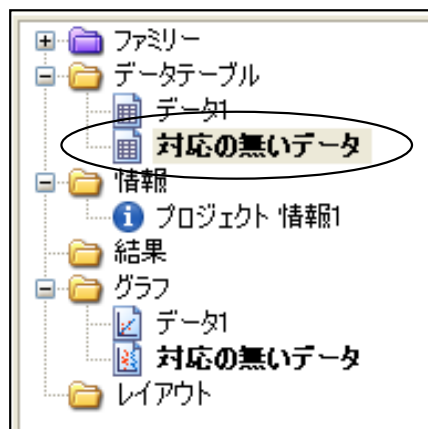 ファミリー
データテーブル
データ1
対応の無いデータ
情報
プロジェクト 情報1
結果
グラフ
データ1
対応の無いデータ
レイアウト